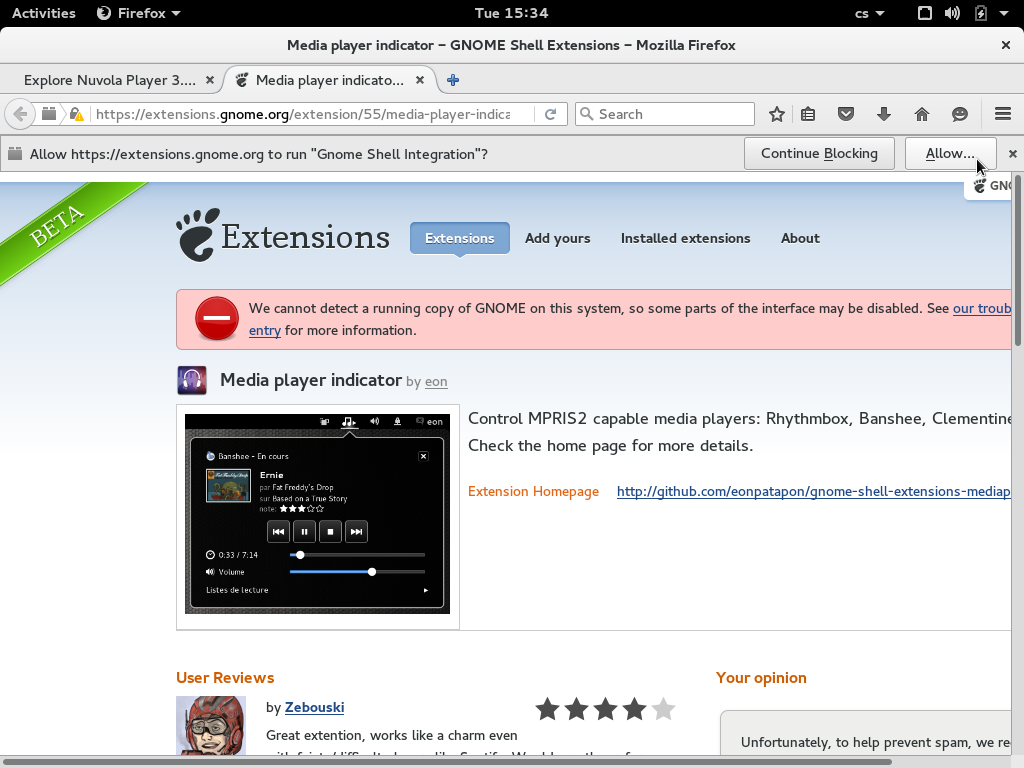 Activities Firefox Tue 15:34 cs
Media player indicator – GNOME Shell Extensions – Mozilla Firefox
Explore Nuvola Player 3.... Media player indicato...
https://extensions.gnome.org/extension/55/media-player-indica Search
Allow https://extensions.gnome.org to run "Gnome Shell Integration"? Continue Blocking Allow...
GNO
BETA
Extensions Extensions Add yours Installed extensions About
We cannot detect a running copy of GNOME on this system, so some parts of the interface may be disabled. See our troub
entry for more information.
Media player indicator by eon
eon
Banshee - En cours
Ernie
par Fat Freddy's Drop
sur Based on a True Story
note:
0:33 / 7:14
Volume
Listes de lecture
Control MPRIS2 capable media players: Rhythmbox, Banshee, Clementine
Check the home page for more details.
Extension Homepage http://github.com/eonpatapon/gnome-shell-extensions-mediap
User Reviews
by Zebouski
Great extention, works like a charm even
Your opinion
Unfortunately, to help prevent spam, we re